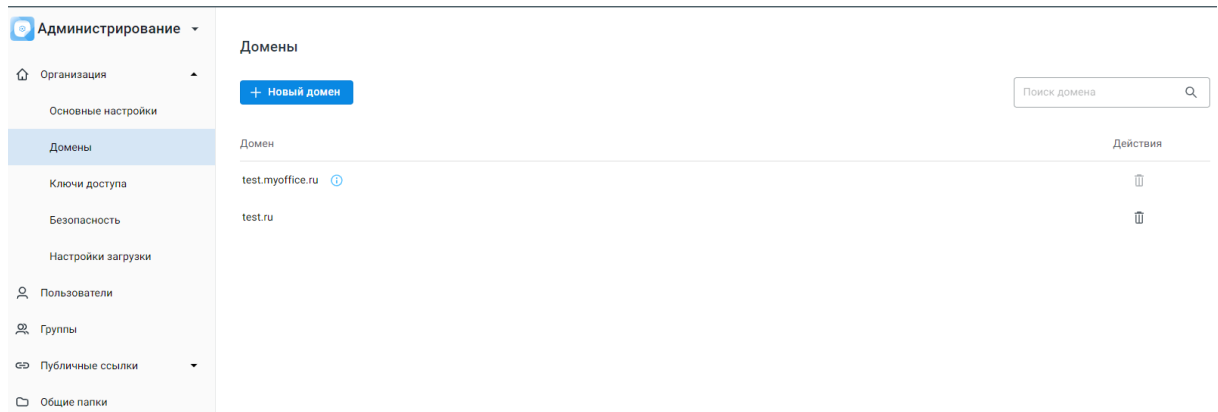 Администрирование
Организация
Основные настройки
Домены
Ключи доступа
Безопасность
Настройки загрузки
Пользователи
Группы
Публичные ссылки
Общие папки
Домены
Новый домен
Поиск домена
Домен Действия
test.myoffice.ru
test.ru